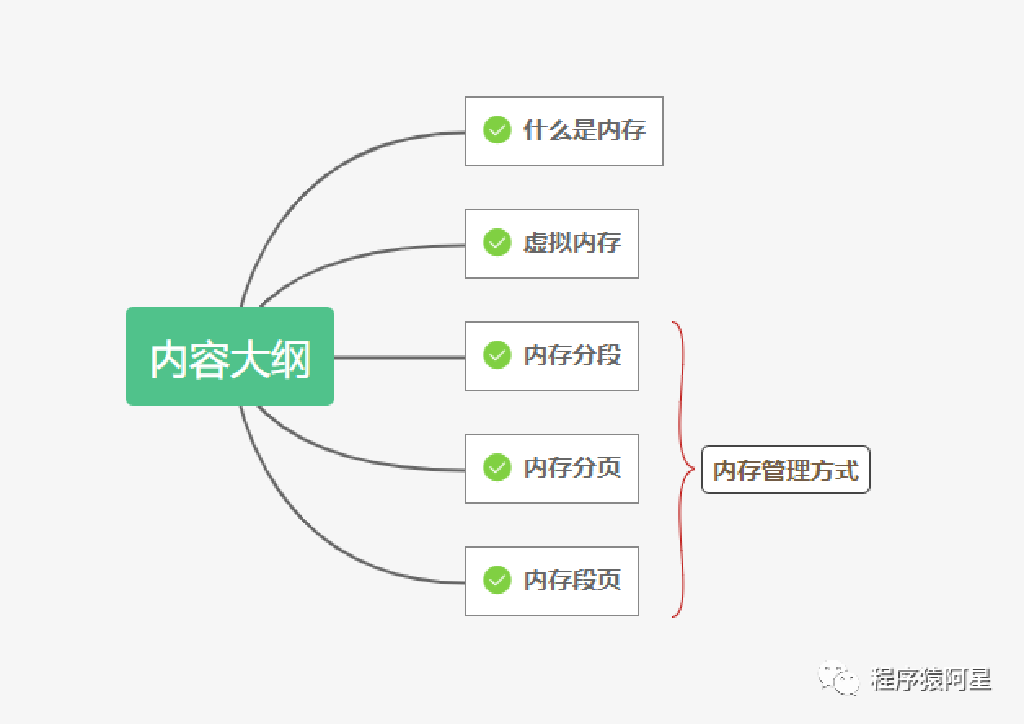 内容大纲
什么是内存
虚拟内存
内存分段
内存分页
内存段页
内存管理方式
程序猿阿星